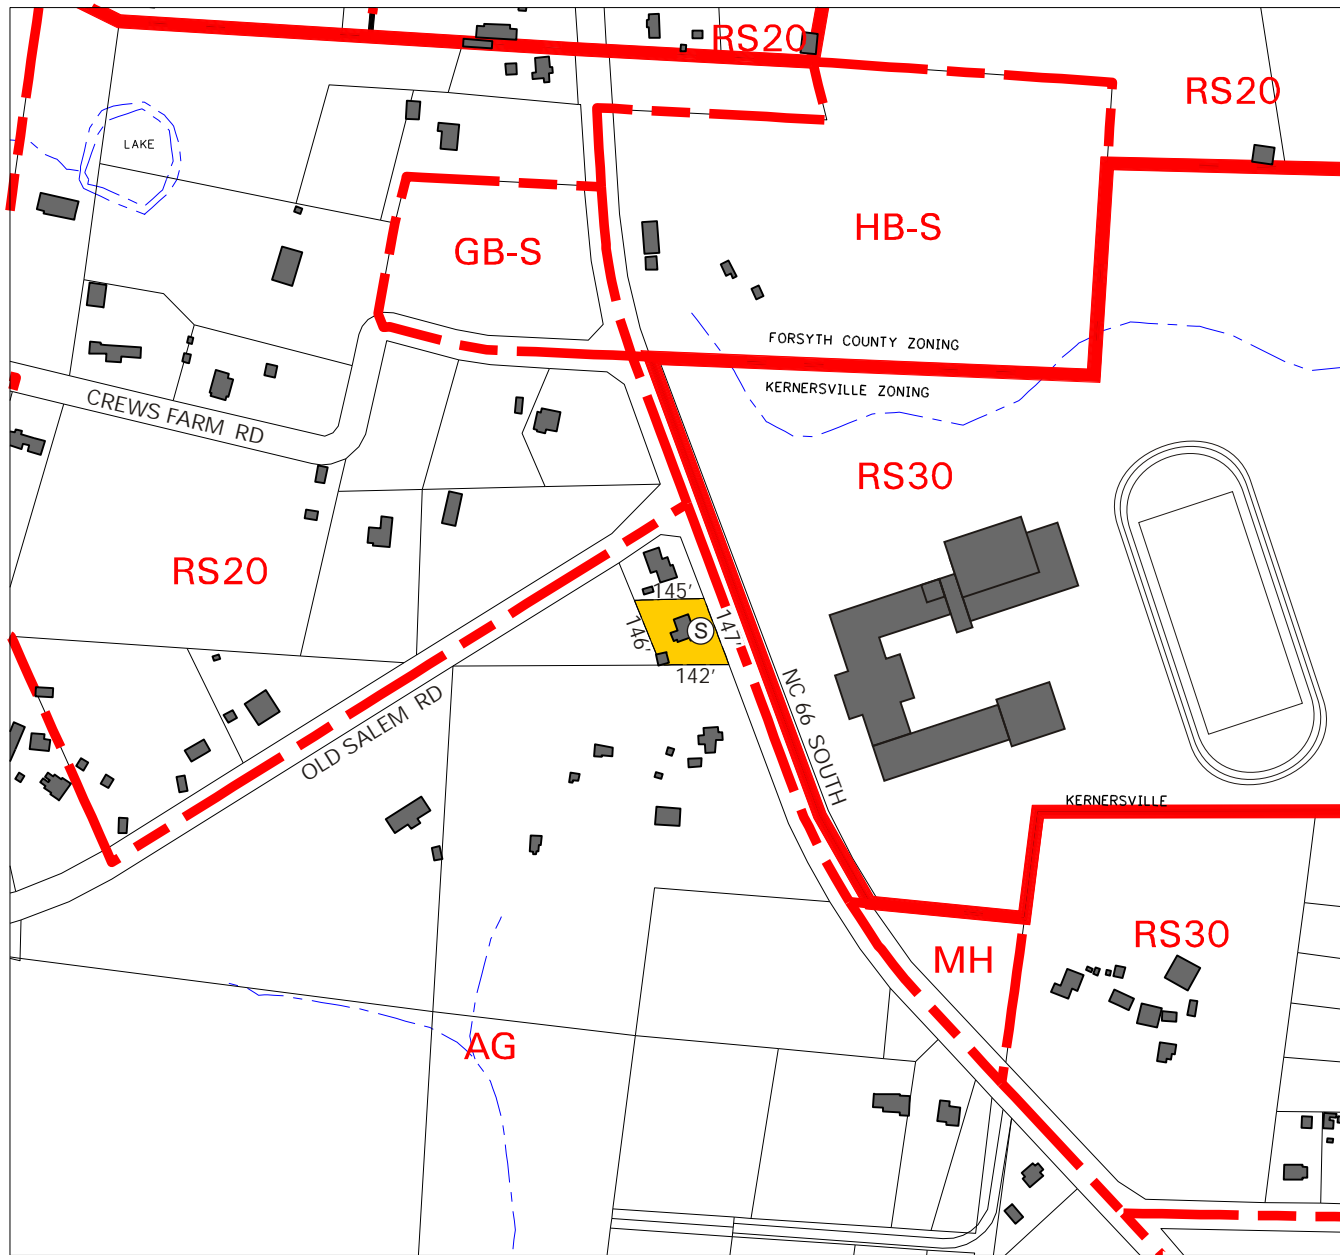 RS20
RS20
LAKE
HB-S
GB-S
FORSYTH COUNTY ZONING
KERNERSVILLE ZONING
CREWS FARM RD
RS30
RS20
145'
146'
147'
S
142'
NC 66 SOUTH
OLD SALEM RD
KERNERSVILLE
RS30
MH
AG